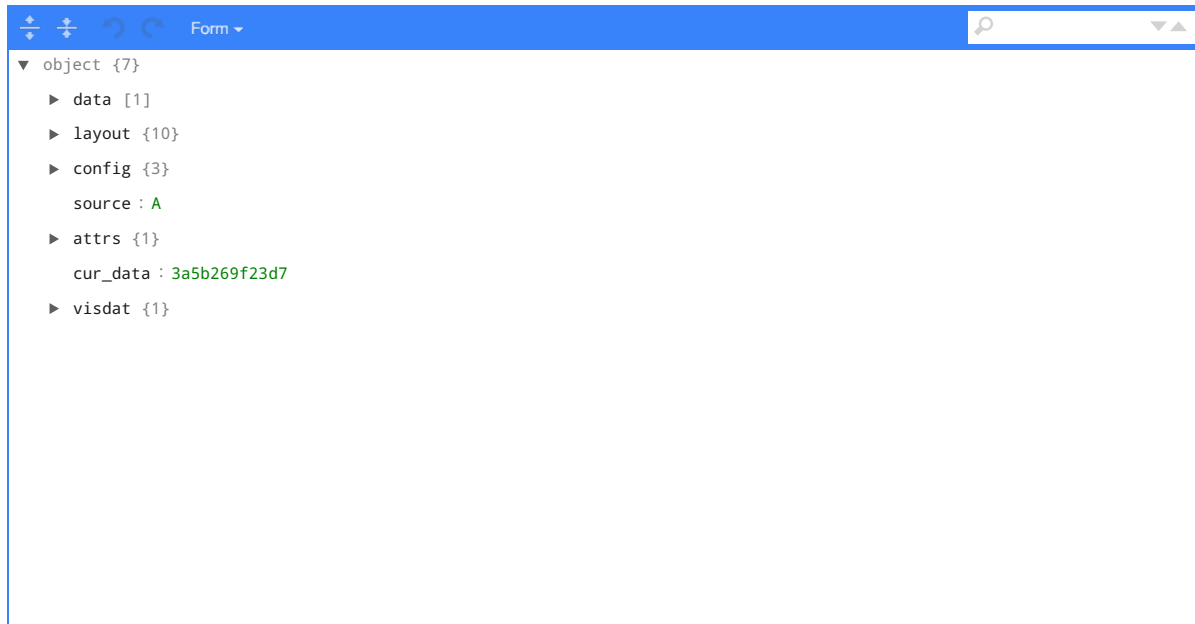 Form
object {7}
data [1]
layout {10}
config {3}
source : A
attrs {1}
cur_data : 3a5b269f23d7
visdat {1}